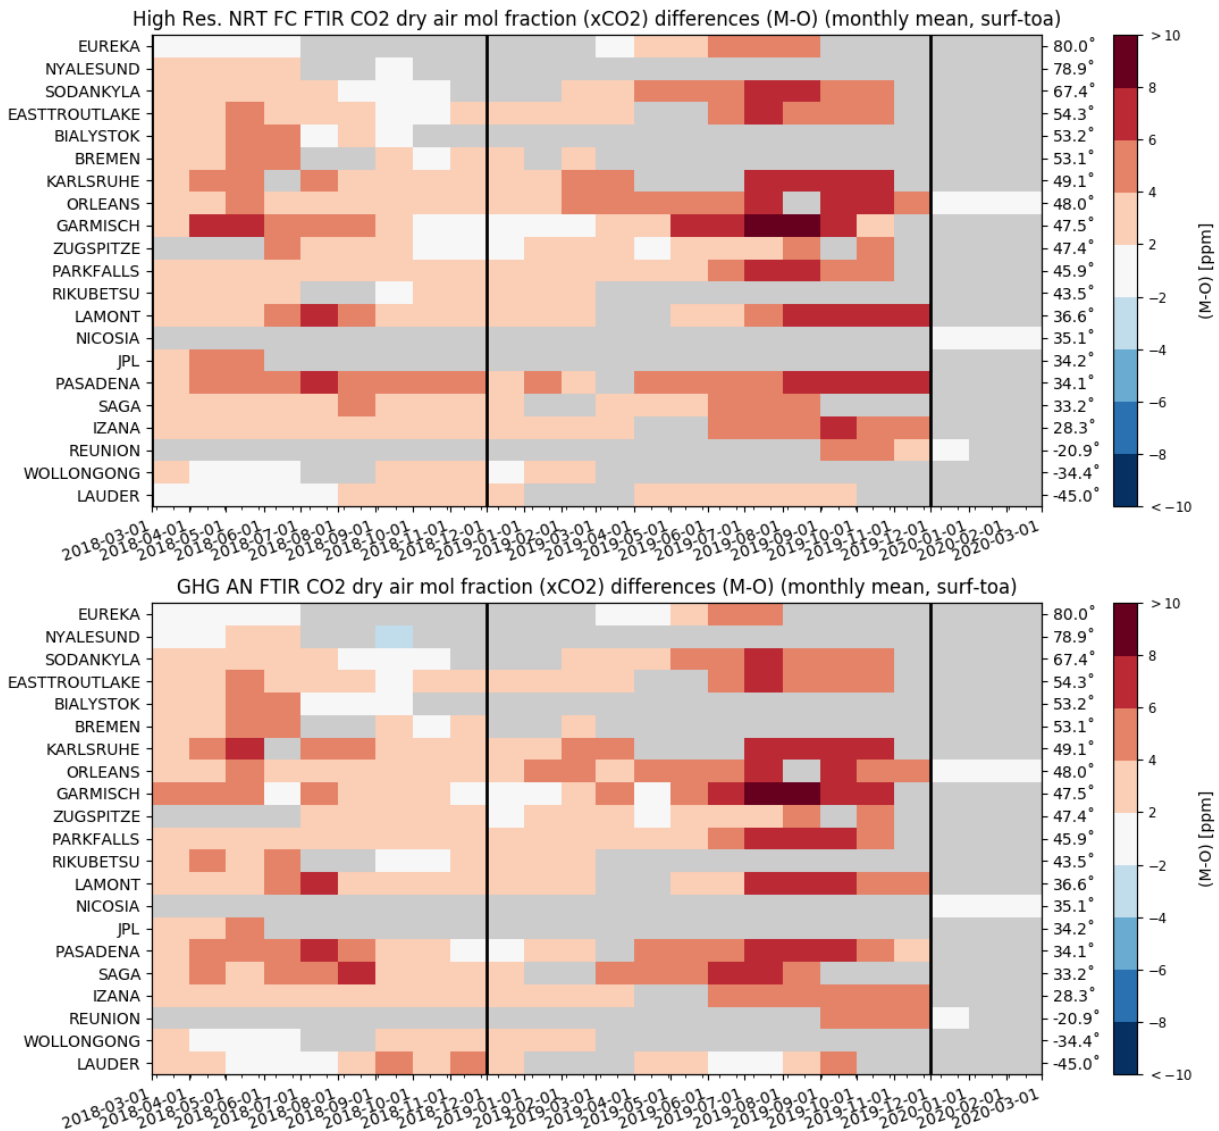 High Res. NRT FC FTIR CO2 dry air mol fraction (xCO2) differences (M-O) (monthly mean, surf-toa)
EUREKA 80.0˚ >10
NYALESUND 78.9˚
SODANKYLA 67.4˚ 8
EASTTROUTLAKE 54.3˚
BIALYSTOK 53.2˚ 6
BREMEN 53.1˚
KARLSRUHE 49.1˚ 4
ORLEANS 48.0˚
GARMISCH 47.5˚
ZUGSPITZE 47.4˚ 2
PARKFALLS 45.9˚
RIKUBETSU 43.5˚ −2
LAMONT 36.6˚
NICOSIA 35.1˚ −4
JPL 34.2˚
PASADENA 34.1˚ −6
SAGA 33.2˚
IZANA 28.3˚
REUNION -20.9˚ −8
WOLLONGONG -34.4˚
LAUDER -45.0˚ <−10
(M-O) [ppm]
2018-03-01 2018-04-01 2018-05-01 2018-06-01 2018-07-01 2018-08-01 2018-09-01 2018-10-01 2018-11-01 2018-12-01 2019-01-01 2019-02-01 2019-03-01 2019-04-01 2019-05-01 2019-06-01 2019-07-01 2019-08-01 2019-09-01 2019-10-01 2019-11-01 2019-12-01 2020-01-01 2020-02-01 2020-03-01
GHG AN FTIR CO2 dry air mol fraction (xCO2) differences (M-O) (monthly mean, surf-toa)
EUREKA 80.0˚ >10
NYALESUND 78.9˚
SODANKYLA 67.4˚ 8
EASTTROUTLAKE 54.3˚
BIALYSTOK 53.2˚ 6
BREMEN 53.1˚
KARLSRUHE 49.1˚ 4
ORLEANS 48.0˚
GARMISCH 47.5˚
ZUGSPITZE 47.4˚ 2
PARKFALLS 45.9˚
RIKUBETSU 43.5˚ −2
LAMONT 36.6˚
NICOSIA 35.1˚ −4
JPL 34.2˚
PASADENA 34.1˚ −6
SAGA 33.2˚
IZANA 28.3˚
REUNION -20.9˚ −8
WOLLONGONG -34.4˚
LAUDER -45.0˚ <−10
(M-O) [ppm]
2018-03-01 2018-04-01 2018-05-01 2018-06-01 2018-07-01 2018-08-01 2018-09-01 2018-10-01 2018-11-01 2018-12-01 2019-01-01 2019-02-01 2019-03-01 2019-04-01 2019-05-01 2019-06-01 2019-07-01 2019-08-01 2019-09-01 2019-10-01 2019-11-01 2019-12-01 2020-01-01 2020-02-01 2020-03-01